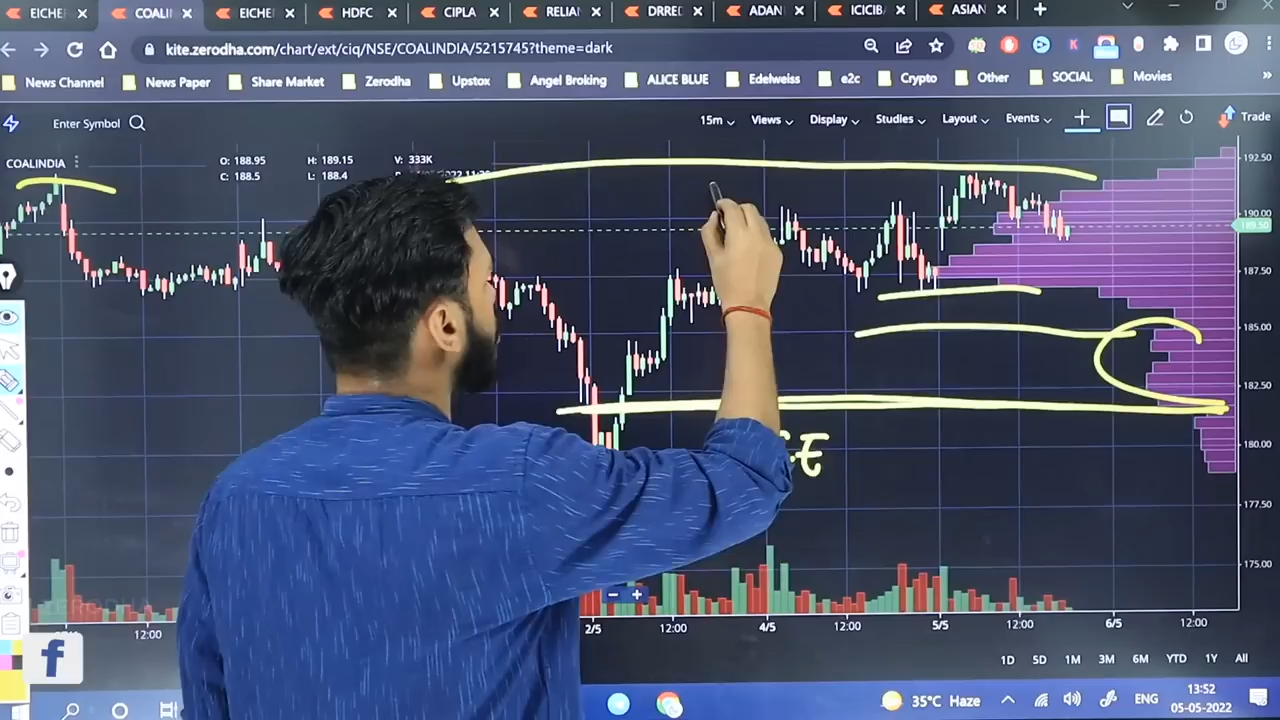 EICHE COALIN EICHE HDFC CIPLA RELIAN DRREC ADAN ICICIB ASIAN
kite.zerodha.com/chart/ext/ciq/NSE/COALINDIA/5215745?theme=dark
News Channel News Paper Share Market Zerodha Upstox Angel Broking ALICE BLUE Edelweiss e2c Crypto Other SOCIAL Movies
Enter Symbol 15m Views Display Studies Layout Events Trade
COALINDIA O: 188.95 H: 189.15 V: 333K
C: 188.5 L: 188.4
192.50
190.00
189.50
187.50
185.00
182.50
180.00
177.50
175.00
12:00 2/5 12:00 4/5 12:00 5/5 12:00 6/5 12:00
1D 5D 1M 3M 6M YTD 1Y All
f
35°C Haze ENG 13:52
05-05-2022